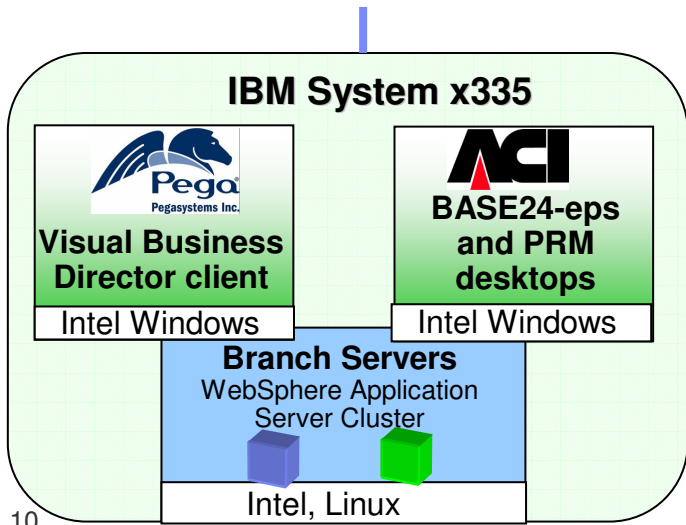 IBM System x335
Pega
Pegasystems Inc.
Visual Business
Director client
Intel Windows
ACI
BASE24-eps
and PRM
desktops
Intel Windows
Branch Servers
WebSphere Application
Server Cluster
Intel, Linux
10